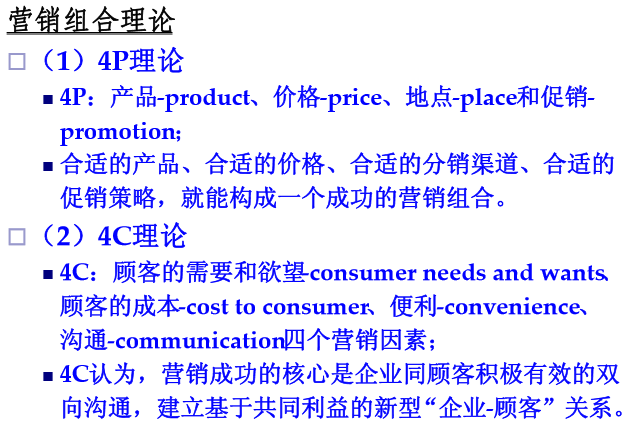 营销组合理论
（1）4P理论
4P：产品-product、价格-price、地点-place和促销-
promotion;
合适的产品、合适的价格、合适的分销渠道、合适的
促销策略，就能构成一个成功的营销组合。
（2）4C理论
4C：顾客的需要和欲望-consumer needs and wants、
顾客的成本-cost to consumer、便利-convenience、
沟通-communication四个营销因素；
4C认为，营销成功的核心是企业同顾客积极有效的双
向沟通，建立基于共同利益的新型“企业-顾客”关系。